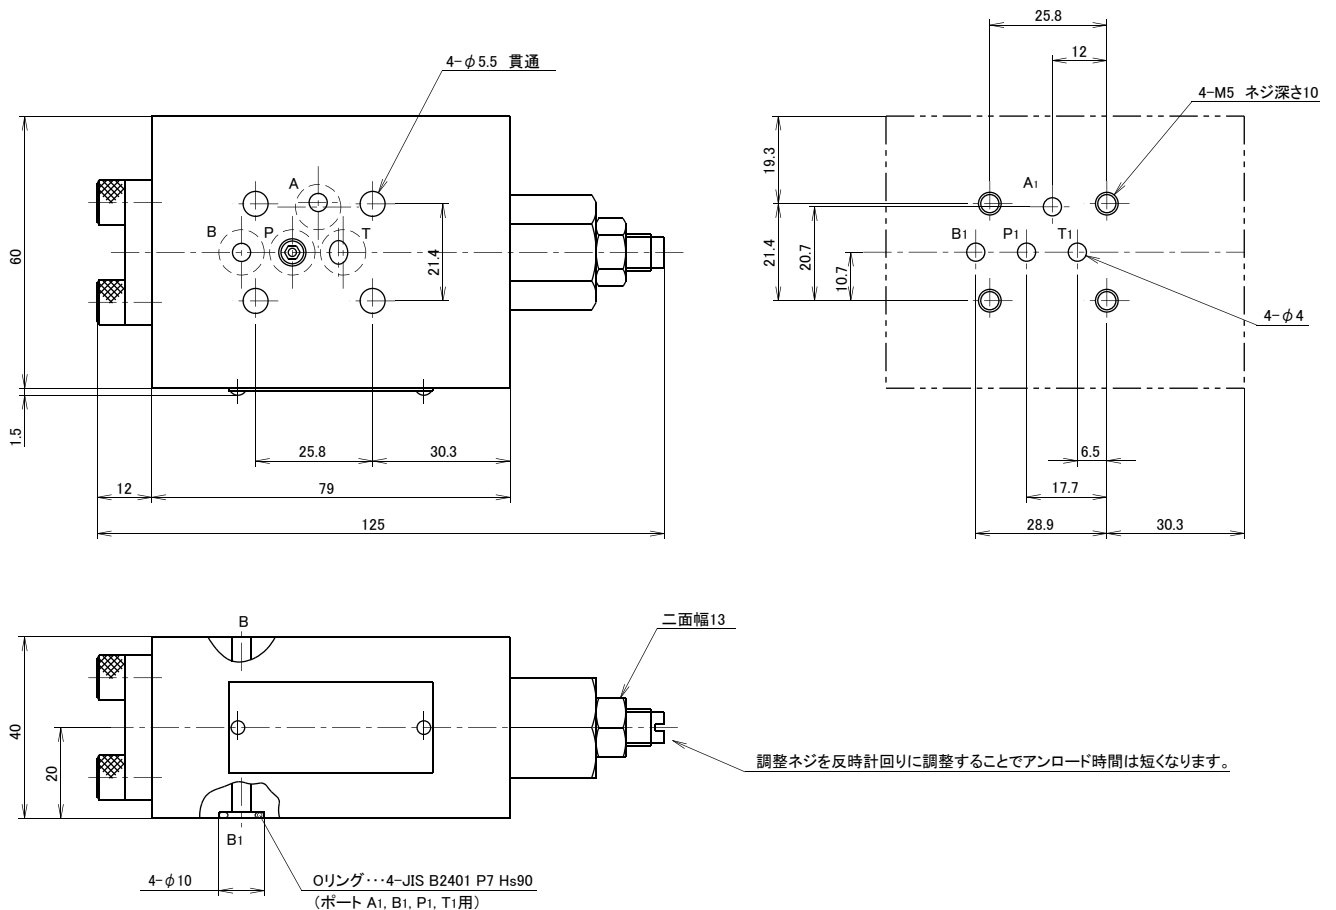 4-φ5.5 貫通
A
B
P
T
60
21.4
1.5
25.8
30.3
12
79
125
25.8
12
4-M5 ネジ深さ10
19.3
A1
B1
P1
T1
21.4
20.7
10.7
4-φ4
6.5
17.7
28.9
30.3
B
二面幅13
40
20
調整ネジを反時計回りに調整することでアンロード時間は短くなります。
B1
4-φ10
Oリング・・・4-JIS B2401 P7 Hs90
(ポート A1, B1, P1, T1用)